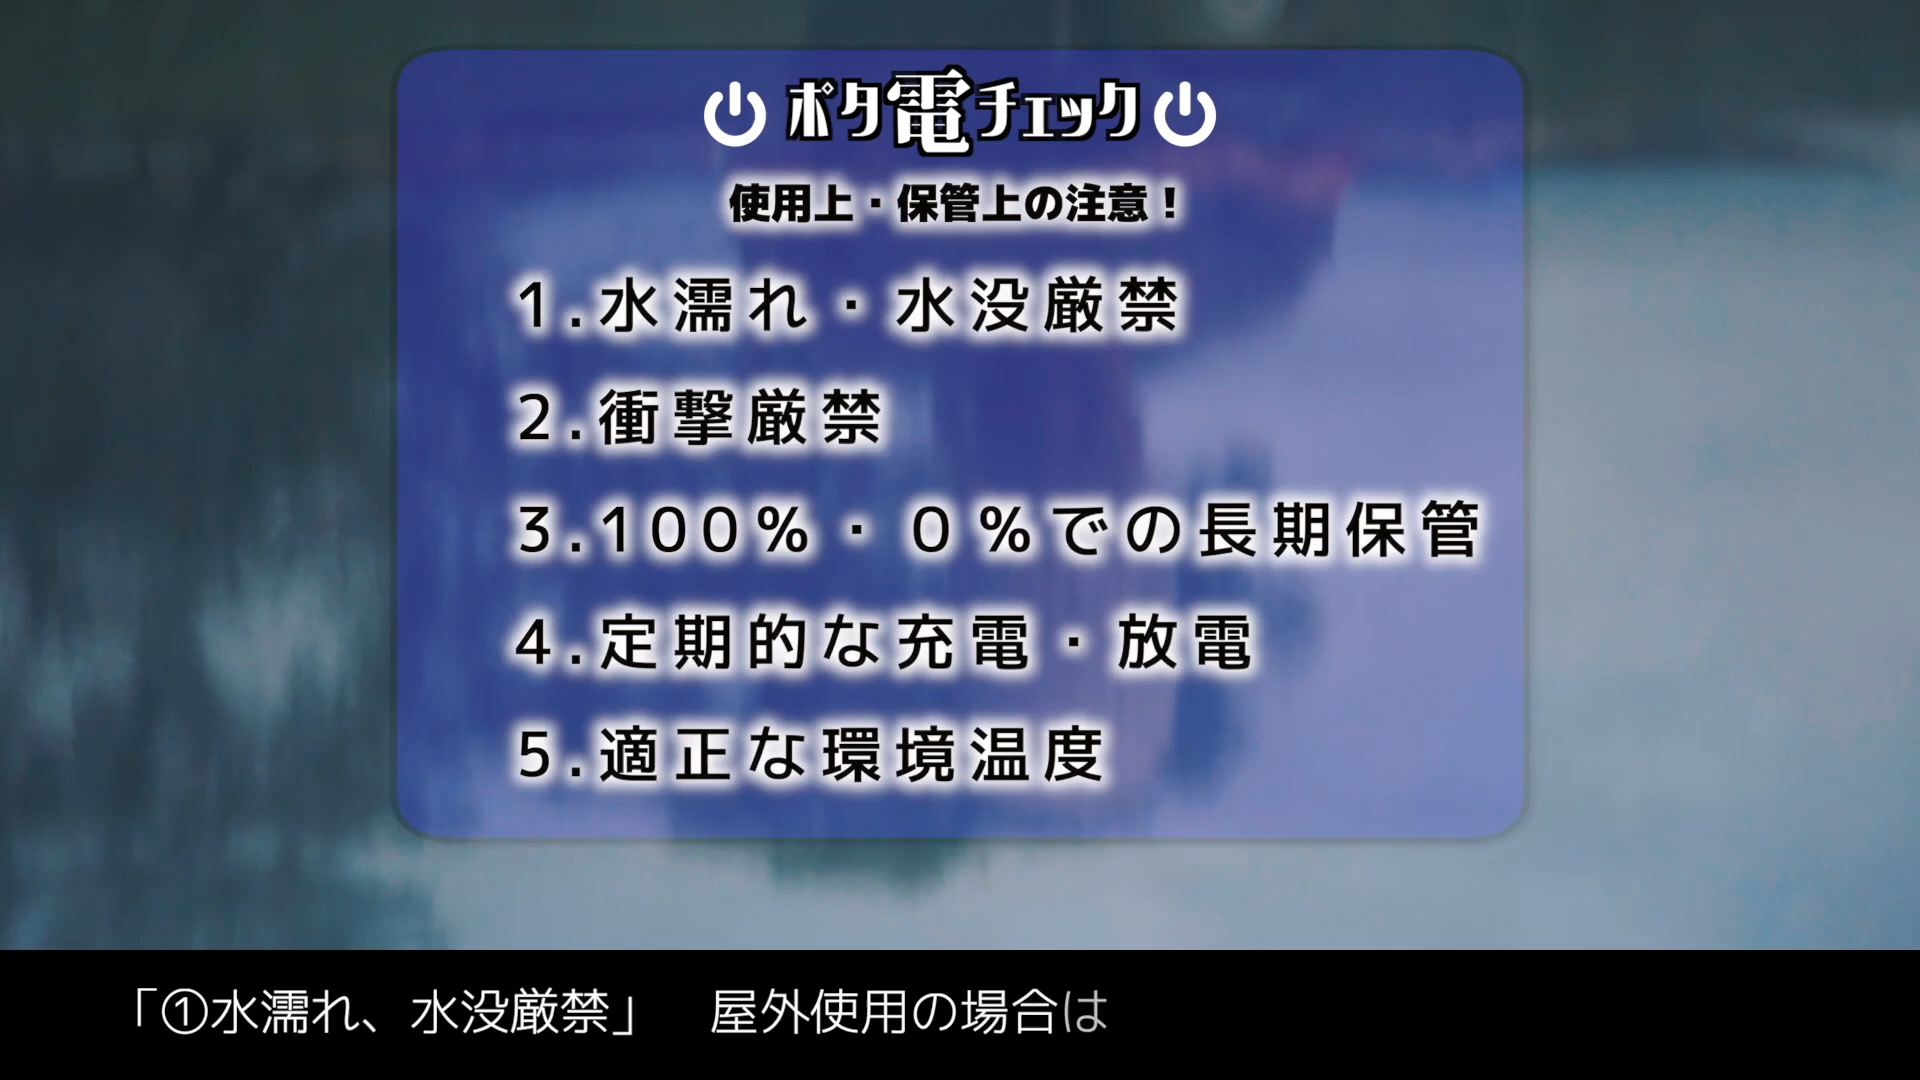 ポタ電チェック
使用上・保管上の注意！
1.水濡れ・水没厳禁
2.衝撃厳禁
3.100%・0%での長期保管
4.定期的な充電・放電
5.適正な環境温度
「①水濡れ、水没厳禁」　屋外使用の場合は